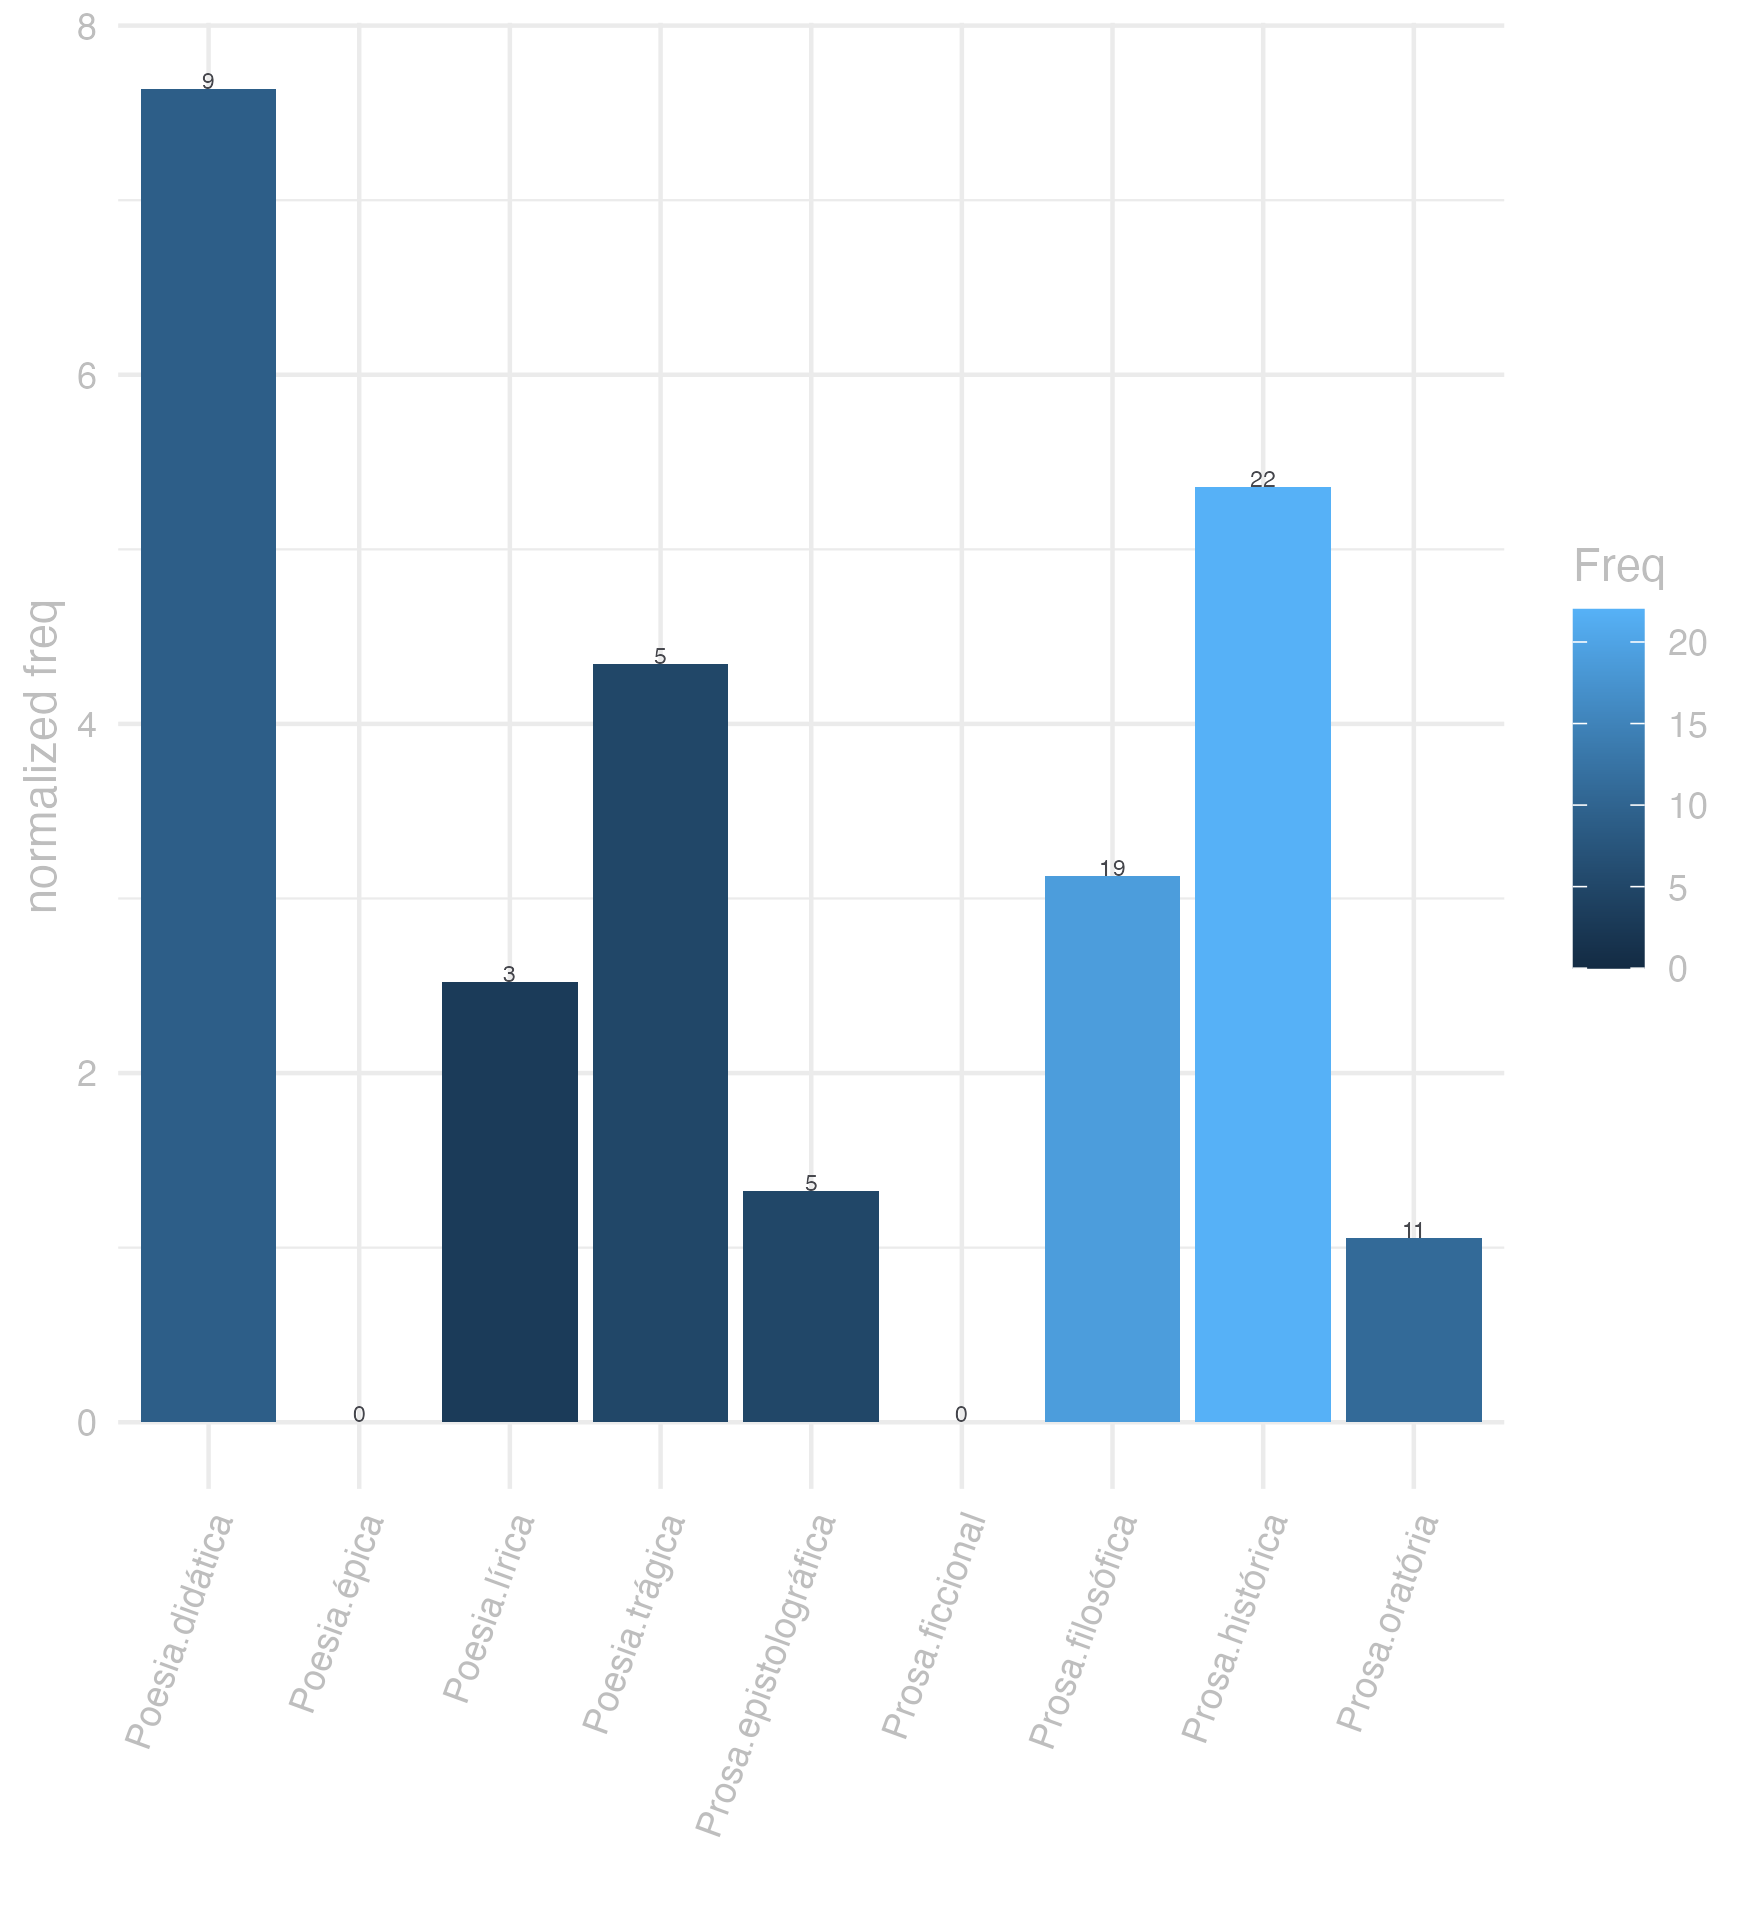 8
6
4
2
0
normalized freq
9
0
3
5
5
0
19
22
11
Poesia.didática
Poesia.épica
Poesia.lírica
Poesia.trágica
Prosa.epistolográfica
Prosa.ficcional
Prosa.filosófica
Prosa.histórica
Prosa.oratória
Freq
20
15
10
5
0